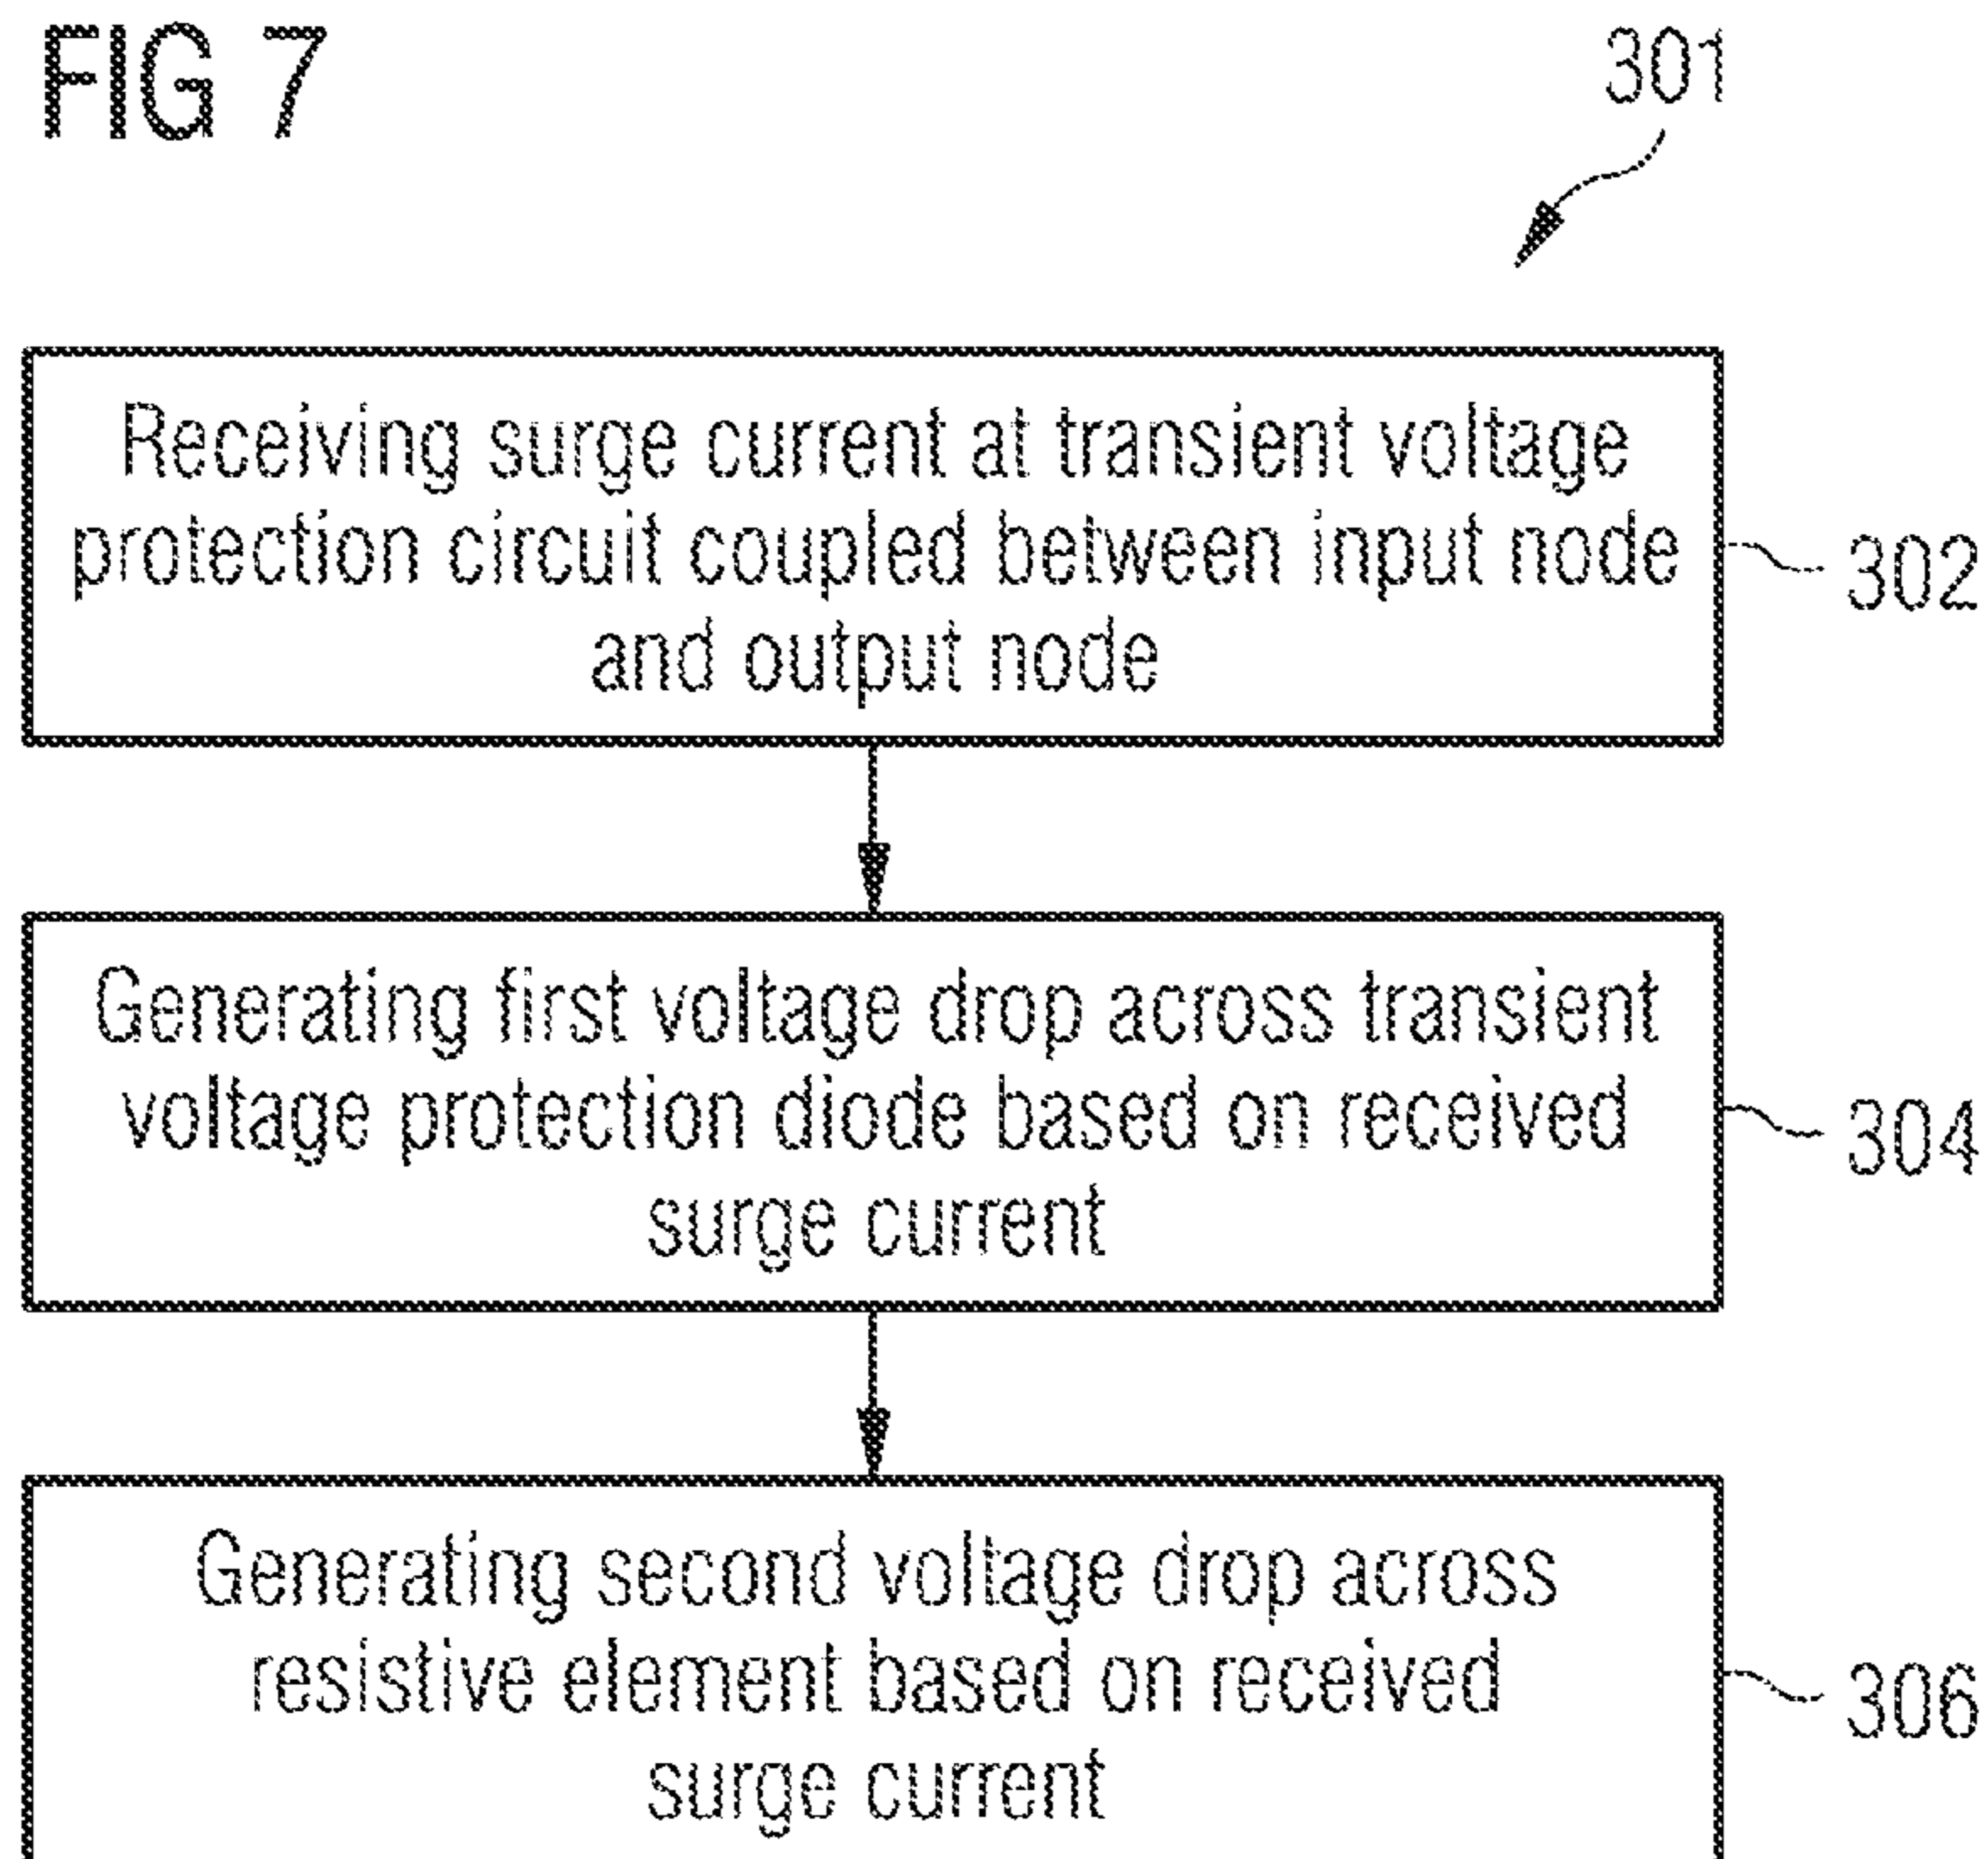 FIG 7
301
Receiving surge current at transient voltage
protection circuit coupled between input node
and output node
302
Generating first voltage drop across transient
voltage protection diode based on received
surge current
304
Generating second voltage drop across
resistive element based on received
surge current
306